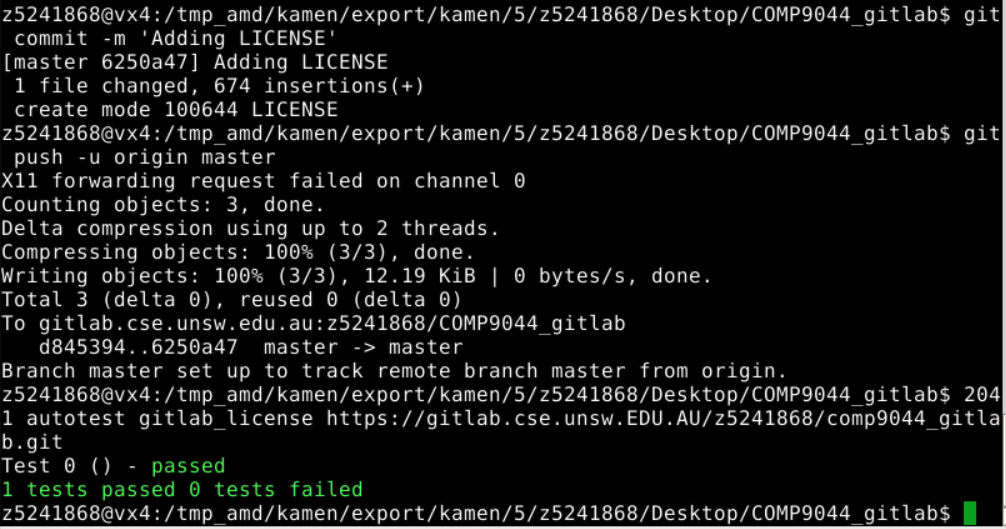 z5241868@vx4:/tmp_amd/kamen/export/kamen/5/z5241868/Desktop/COMP9044_gitlab$ git
 commit -m 'Adding LICENSE'
[master 6250a47] Adding LICENSE
 1 file changed, 674 insertions(+)
 create mode 100644 LICENSE
z5241868@vx4:/tmp_amd/kamen/export/kamen/5/z5241868/Desktop/COMP9044_gitlab$ git
 push -u origin master
X11 forwarding request failed on channel 0
Counting objects: 3, done.
Delta compression using up to 2 threads.
Compressing objects: 100% (3/3), done.
Writing objects: 100% (3/3), 12.19 KiB | 0 bytes/s, done.
Total 3 (delta 0), reused 0 (delta 0)
To gitlab.cse.unsw.edu.au:z5241868/COMP9044_gitlab
   d845394..6250a47  master -> master
Branch master set up to track remote branch master from origin.
z5241868@vx4:/tmp_amd/kamen/export/kamen/5/z5241868/Desktop/COMP9044_gitlab$ 204
1 autotest gitlab_license https://gitlab.cse.unsw.EDU.AU/z5241868/comp9044_gitla
b.git
Test 0 () - passed
1 tests passed 0 tests failed
z5241868@vx4:/tmp_amd/kamen/export/kamen/5/z5241868/Desktop/COMP9044_gitlab$